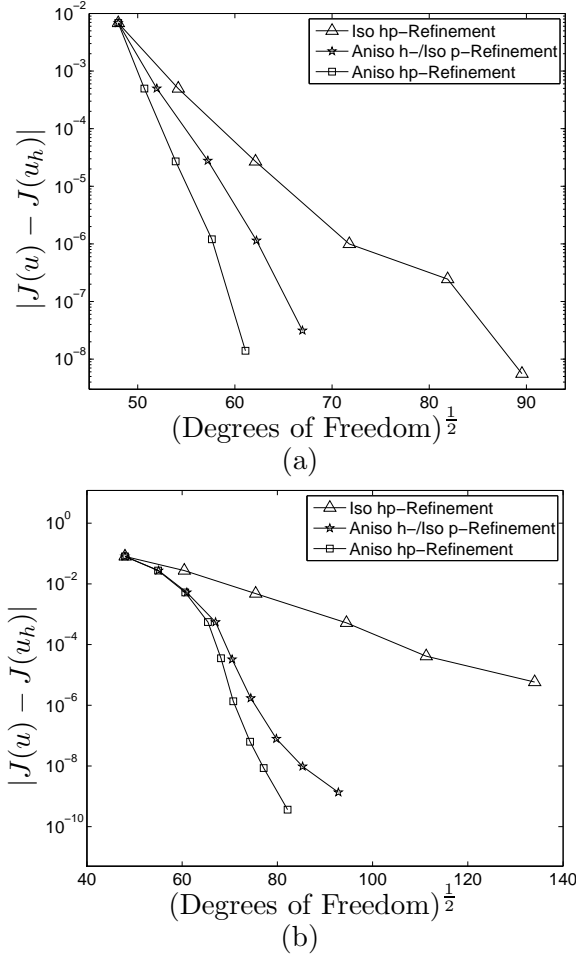 10^{-2}
10^{-3}
10^{-4}
10^{-5}
10^{-6}
10^{-7}
10^{-8}
|J(u) − J(u_h)|
Iso hp−Refinement
Aniso h−/Iso p−Refinement
Aniso hp−Refinement
50 60 70 80 90
(Degrees of Freedom)^{1/2}
(a)
10^0
10^{-2}
10^{-4}
10^{-6}
10^{-8}
10^{-10}
|J(u) − J(u_h)|
Iso hp−Refinement
Aniso h−/Iso p−Refinement
Aniso hp−Refinement
40 60 80 100 120 140
(Degrees of Freedom)^{1/2}
(b)